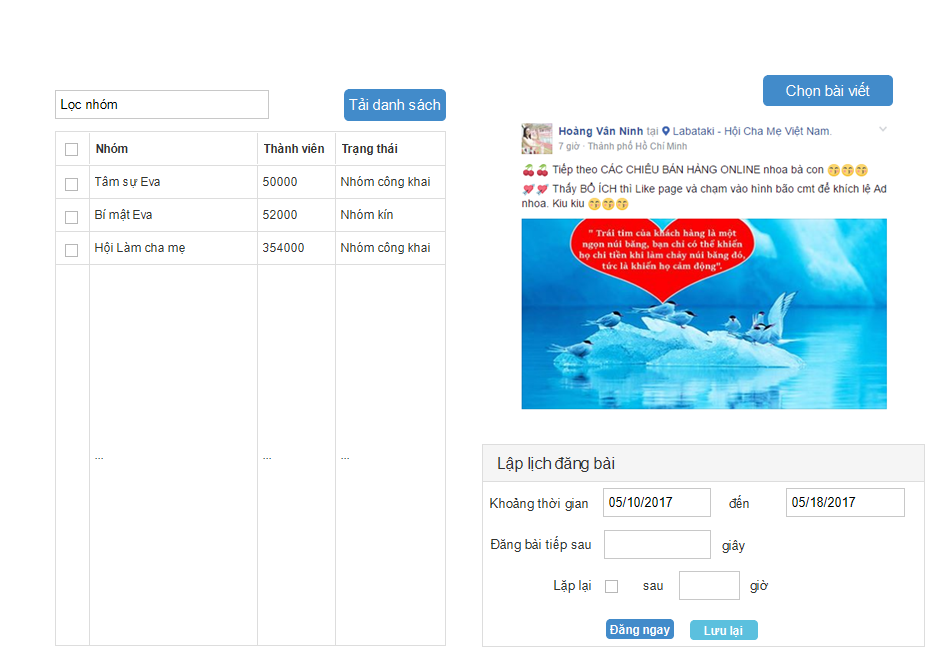 Lọc nhóm
Tải danh sách
Nhóm Thành viên Trạng thái
Tâm sự Eva 50000 Nhóm công khai
Bí mật Eva 52000 Nhóm kín
Hội Làm cha mẹ 354000 Nhóm công khai
... ... ...
Chọn bài viết
Hoàng Vân Ninh tại Labataki - Hội Cha Mẹ Việt Nam.
7 giờ · Thành phố Hồ Chí Minh
🍒🍒 Tiếp theo CÁC CHIÊU BÁN HÀNG ONLINE nhoa bà con 😙😙😙
💘💘 Thấy BỔ ÍCH thì Like page và chạm vào hình bão cmt để khích lệ Ad
nhoa. Kiu kiu 😙😙😙
" Trái tim của khách hàng là một
ngọn núi băng, bạn chỉ có thể khiến
họ chi tiền khi làm chảy núi băng đó,
tức là khiến họ cảm động".
Lập lịch đăng bài
Khoảng thời gian 05/10/2017 đến 05/18/2017
Đăng bài tiếp sau giây
Lặp lại sau giờ
Đăng ngay Lưu lại